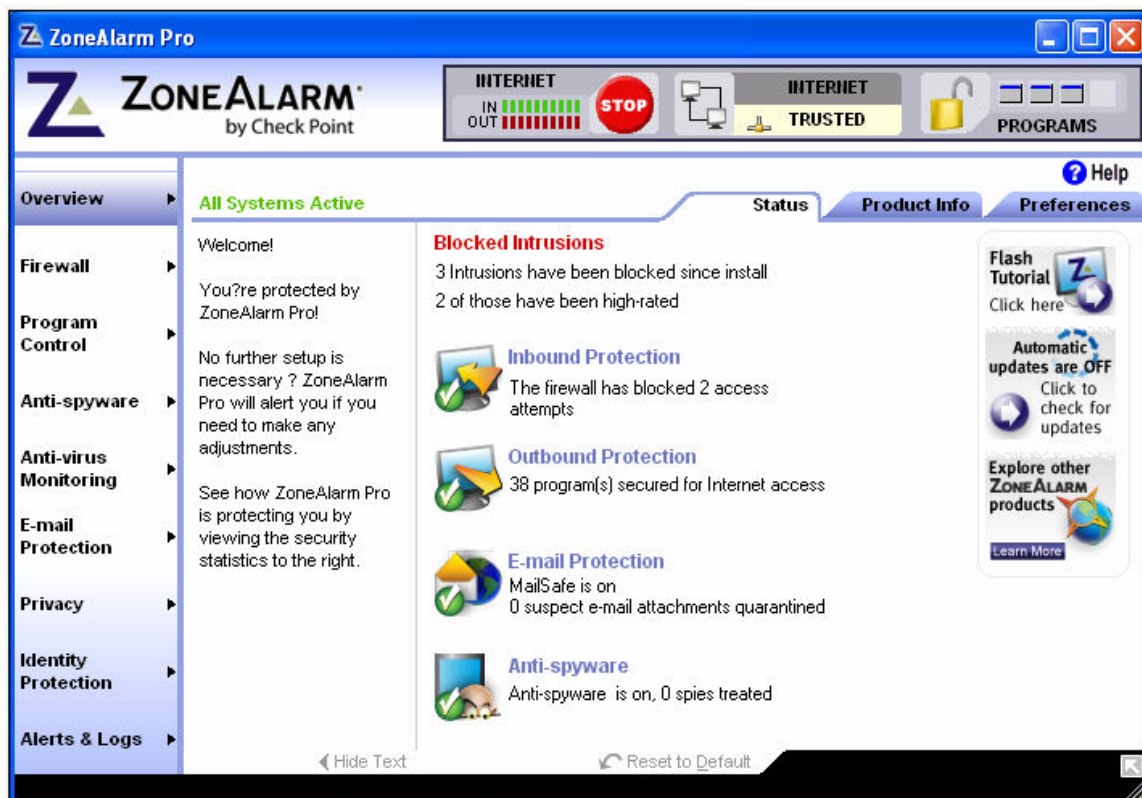 ZoneAlarm Pro
ZONEALARM
by Check Point
INTERNET
IN
OUT
STOP
INTERNET
TRUSTED
PROGRAMS
Help
Overview
Firewall
Program
Control
Anti-spyware
Anti-virus
Monitoring
E-mail
Protection
Privacy
Identity
Protection
Alerts & Logs
All Systems Active
Status
Product Info
Preferences
Welcome!
You?re protected by
ZoneAlarm Pro!
No further setup is
necessary ? ZoneAlarm
Pro will alert you if you
need to make any
adjustments.
See how ZoneAlarm Pro
is protecting you by
viewing the security
statistics to the right.
Blocked Intrusions
3 Intrusions have been blocked since install
2 of those have been high-rated
Inbound Protection
The firewall has blocked 2 access
attempts
Outbound Protection
38 program(s) secured for Internet access
E-mail Protection
MailSafe is on
0 suspect e-mail attachments quarantined
Anti-spyware
Anti-spyware is on, 0 spies treated
Flash
Tutorial
Click here
Automatic
updates are OFF
Click to
check for
updates
Explore other
ZONEALARM
products
Learn More
Hide Text
Reset to Default